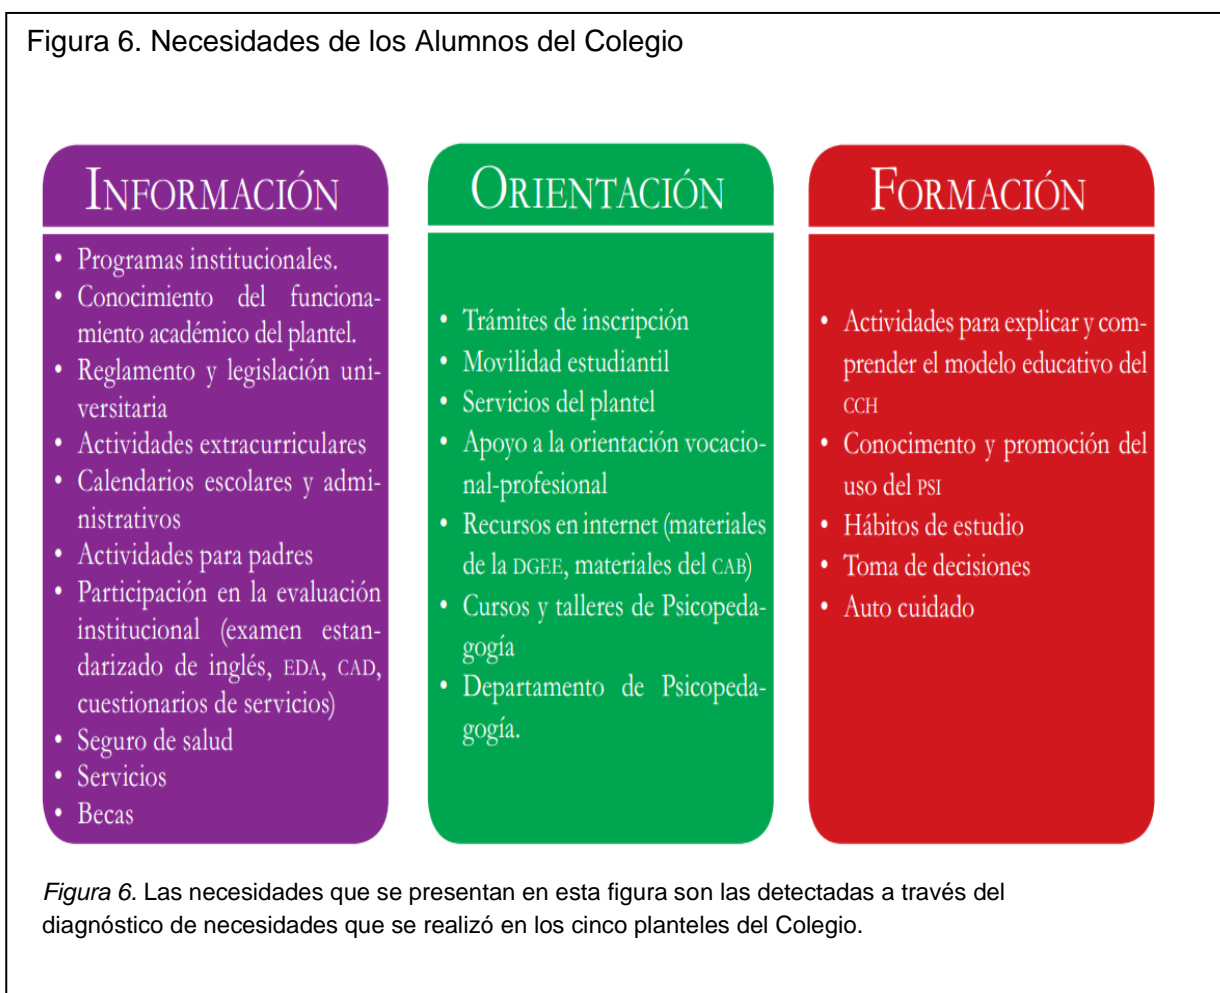 Figura 6. Necesidades de los Alumnos del Colegio
INFORMACIÓN
• Programas institucionales.
• Conocimiento del funciona-
miento académico del plantel.
• Reglamento y legislación uni-
versitaria
• Actividades extracurriculares
• Calendarios escolares y admi-
nistrativos
• Actividades para padres
• Participación en la evaluación
institucional (examen estan-
darizado de inglés, EDA, CAD,
cuestionarios de servicios)
• Seguro de salud
• Servicios
• Becas
ORIENTACIÓN
• Trámites de inscripción
• Movilidad estudiantil
• Servicios del plantel
• Apoyo a la orientación vocacio-
nal-profesional
• Recursos en internet (materiales
de la DGEE, materiales del CAB)
• Cursos y talleres de Psicopeda-
gogía
• Departamento de Psicopeda-
gogía.
FORMACIÓN
• Actividades para explicar y com-
prender el modelo educativo del
CCH
• Conocimento y promoción del
uso del PSI
• Hábitos de estudio
• Toma de decisiones
• Auto cuidado
Figura 6. Las necesidades que se presentan en esta figura son las detectadas a través del
diagnóstico de necesidades que se realizó en los cinco planteles del Colegio.